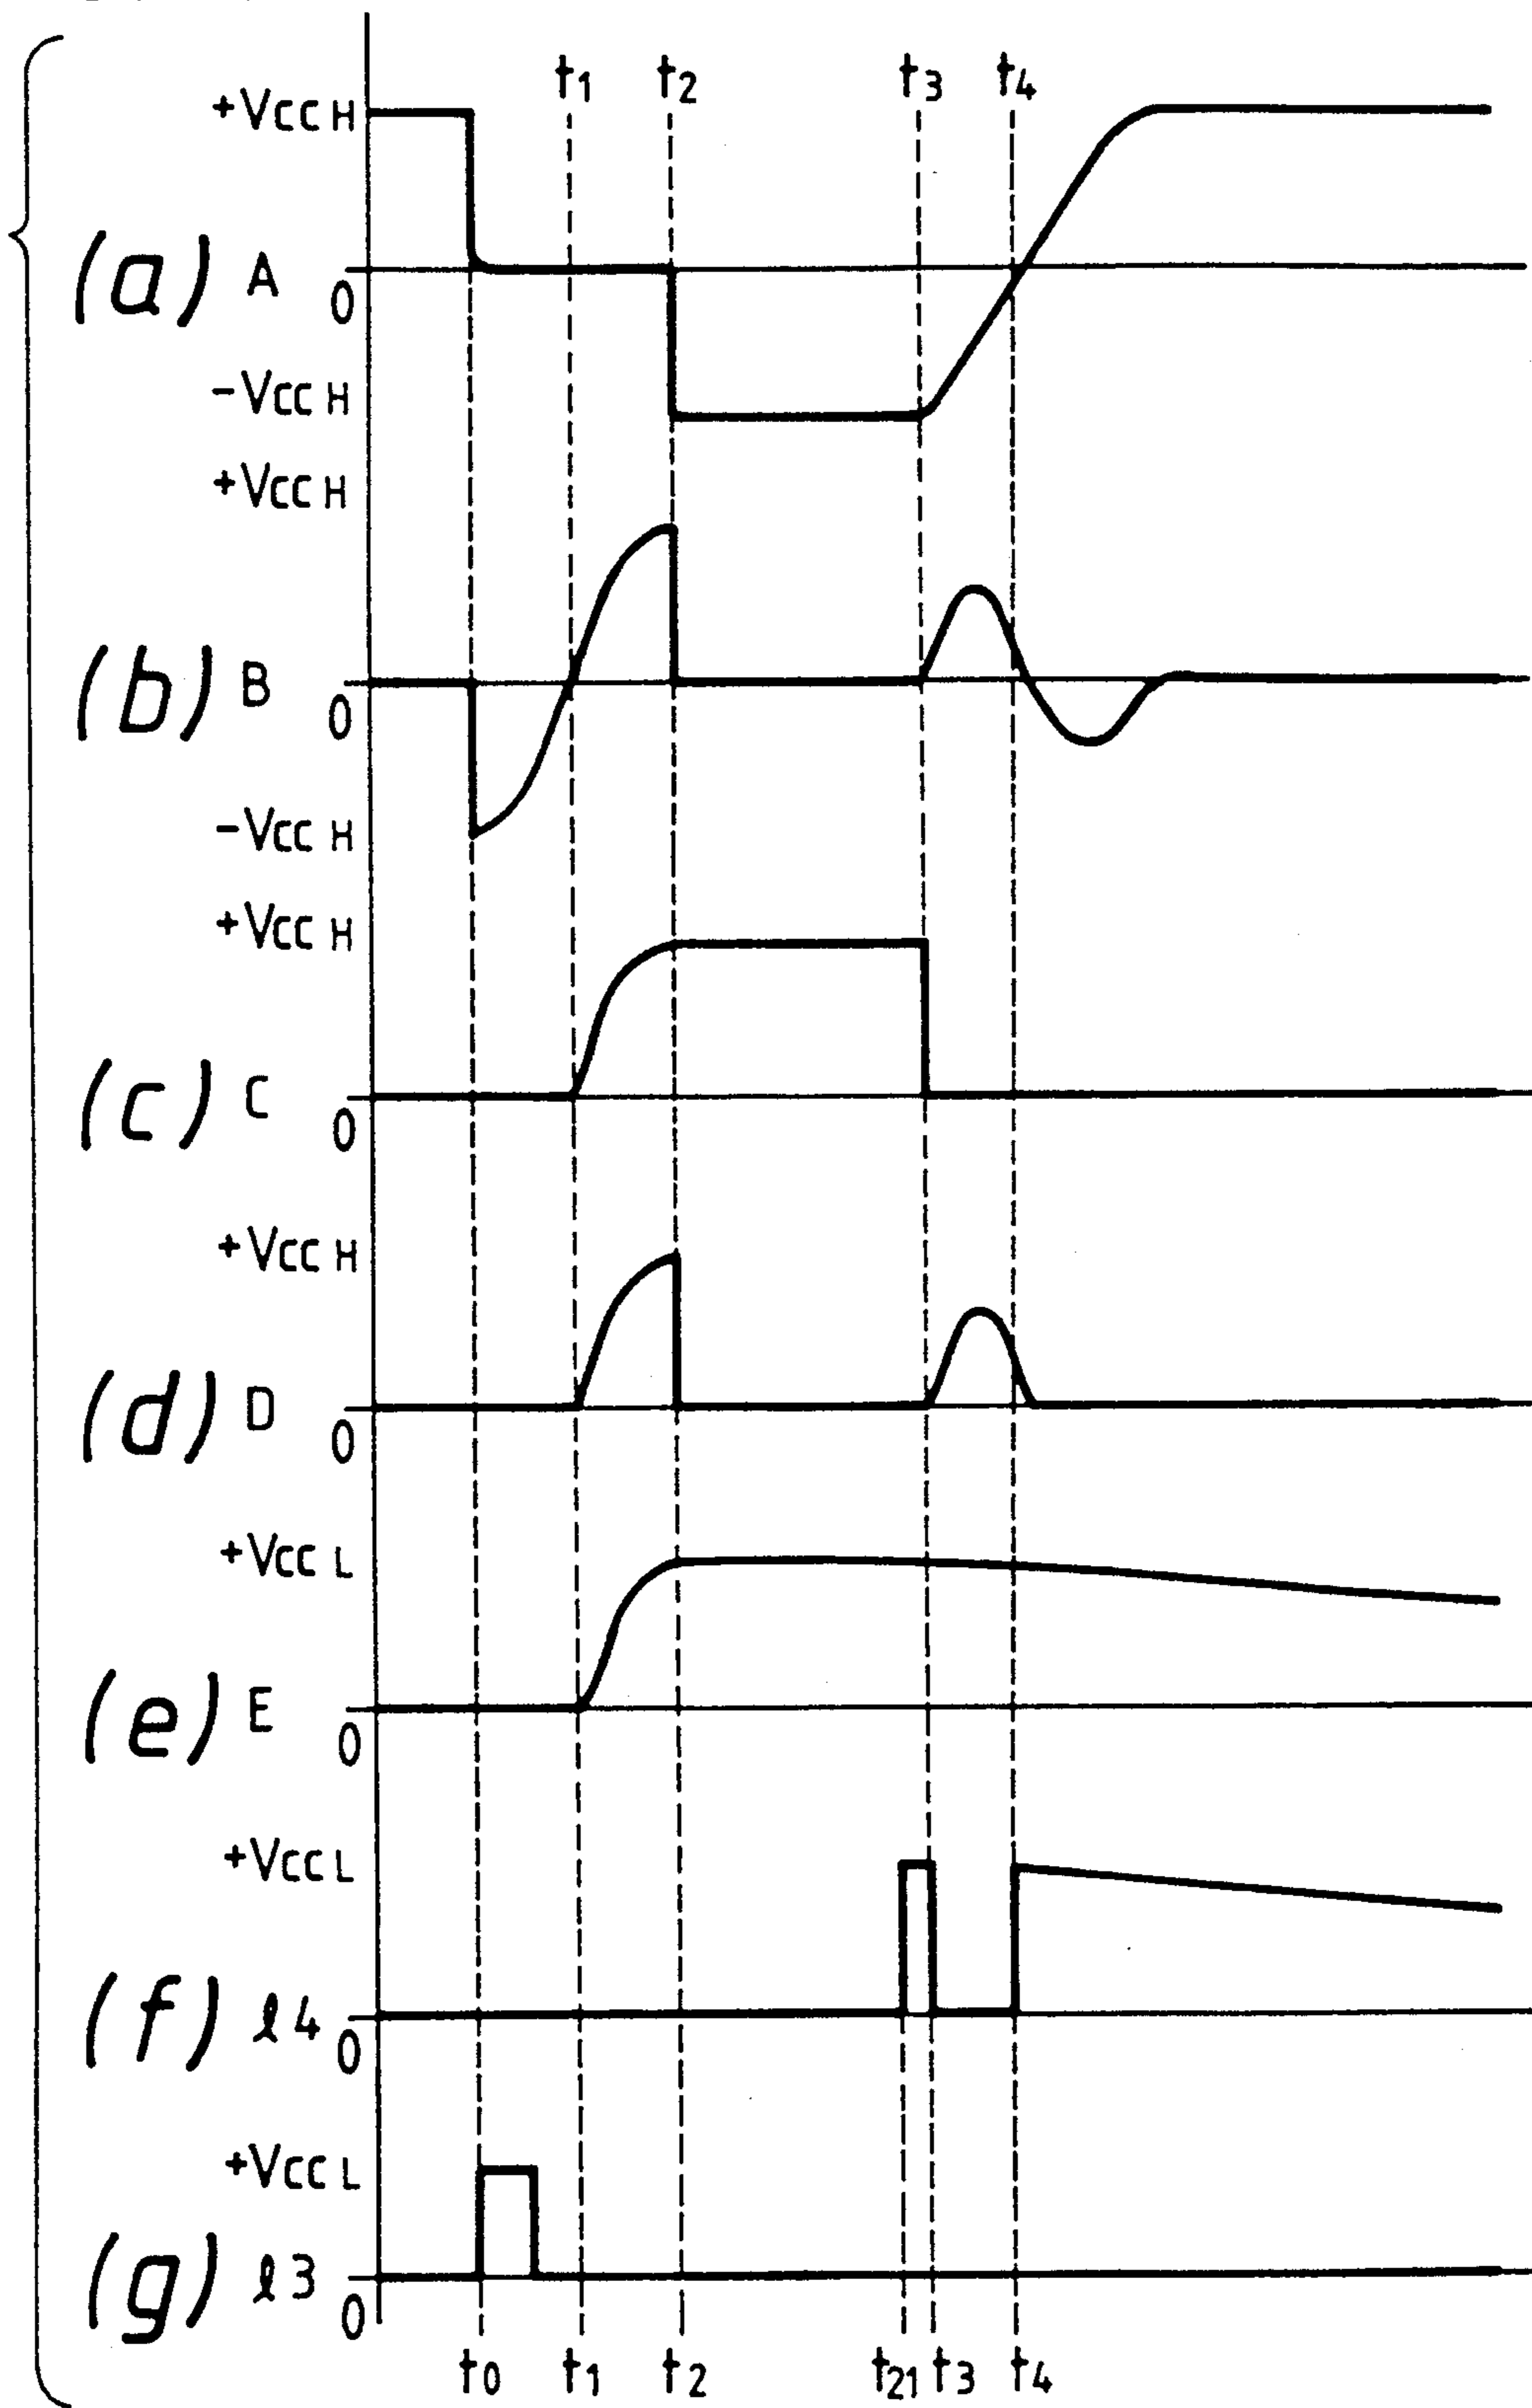 t1 t2 t3 t4
+VCC H
(a) A
0
-VCC H
+VCC H
(b) B
0
-VCC H
+VCC H
(c) C
0
+VCC H
(d) D
0
+VCC L
(e) E
0
+VCC L
(f) ℓ4
0
+VCC L
(g) ℓ3
0
t0 t1 t2 t21 t3 t4